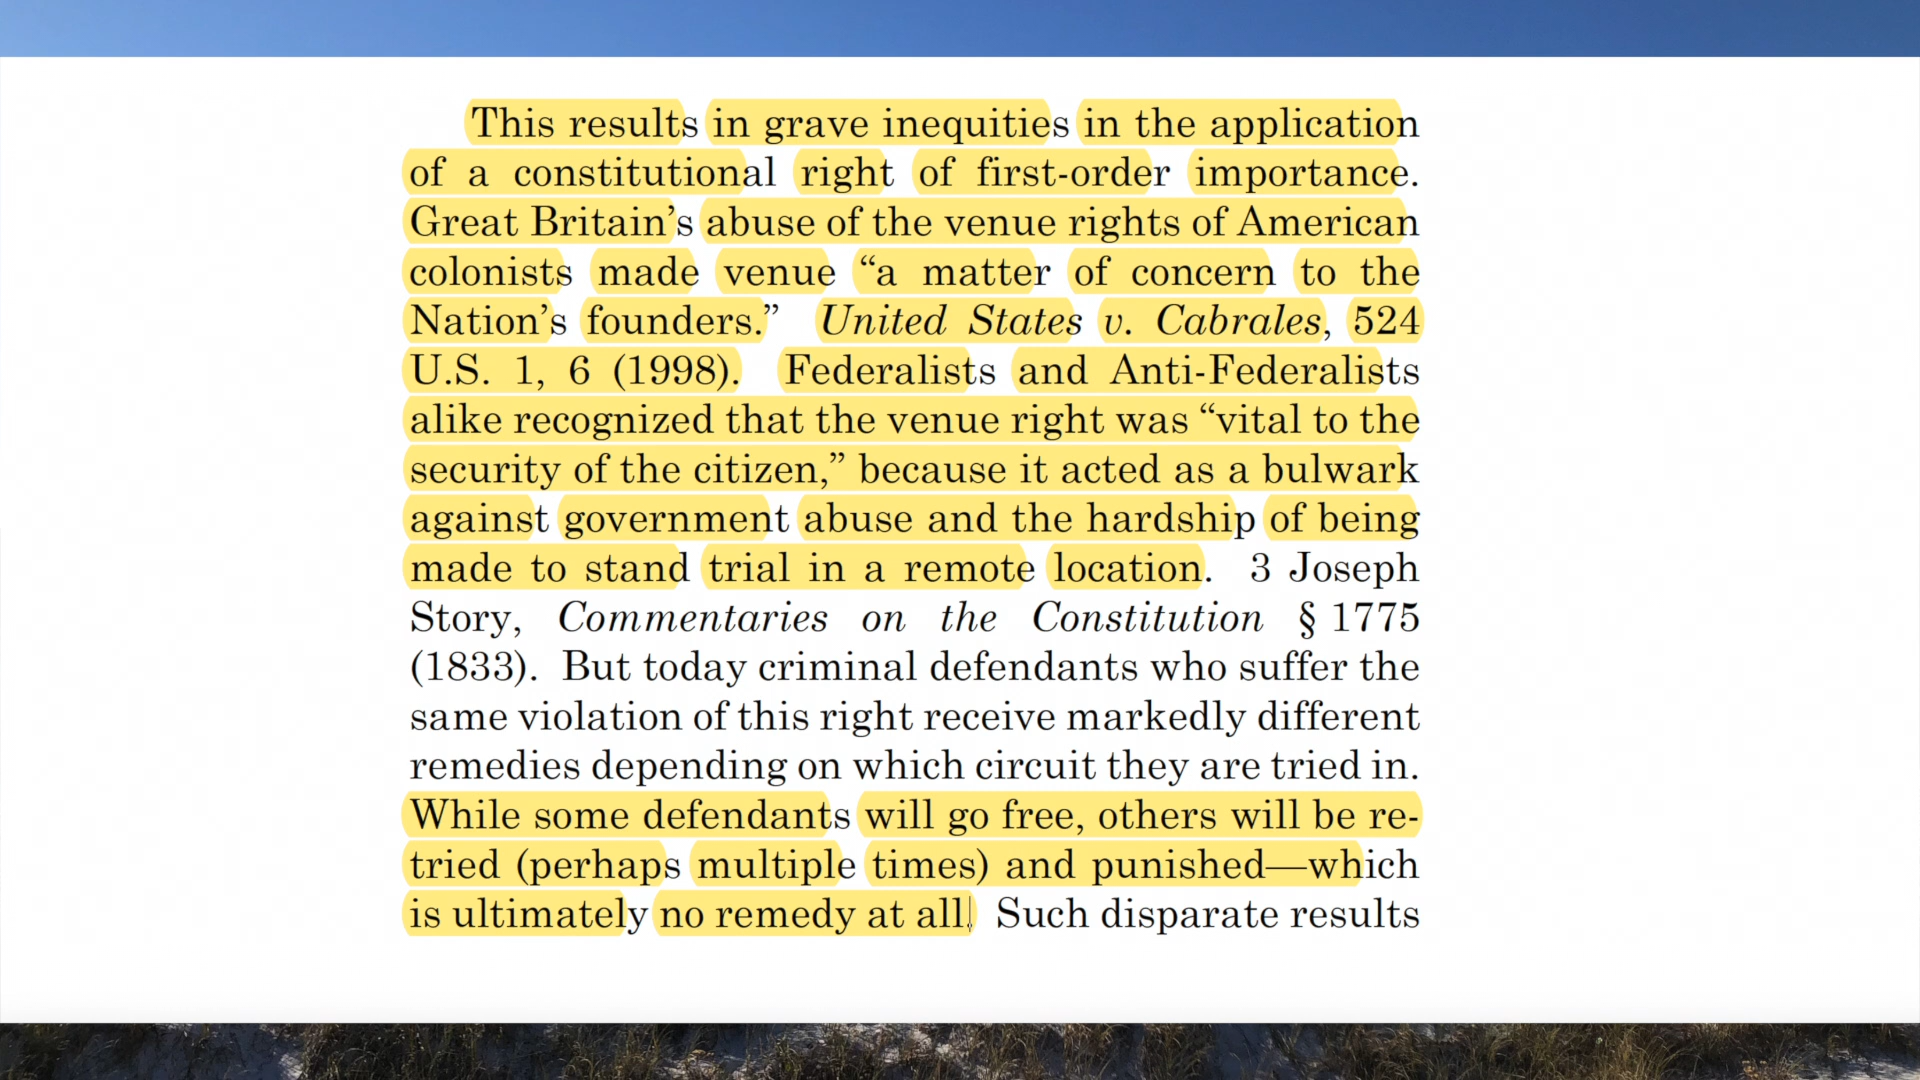 This results in grave inequities in the application
of a constitutional right of first-order importance.
Great Britain’s abuse of the venue rights of American
colonists made venue “a matter of concern to the
Nation’s founders.” United States v. Cabrales, 524
U.S. 1, 6 (1998). Federalists and Anti-Federalists
alike recognized that the venue right was “vital to the
security of the citizen,” because it acted as a bulwark
against government abuse and the hardship of being
made to stand trial in a remote location. 3 Joseph
Story, Commentaries on the Constitution § 1775
(1833). But today criminal defendants who suffer the
same violation of this right receive markedly different
remedies depending on which circuit they are tried in.
While some defendants will go free, others will be re-
tried (perhaps multiple times) and punished—which
is ultimately no remedy at all. Such disparate results